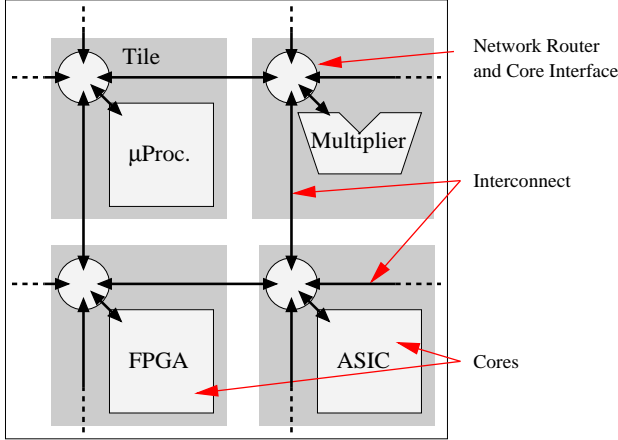 Tile
Network Router
and Core Interface
μProc.
Multiplier
Interconnect
FPGA
ASIC
Cores